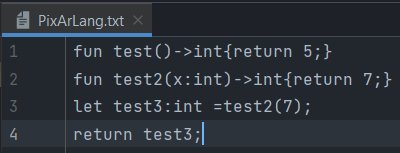 PixArLang.txt
1 fun test()->int{return 5;}
2 fun test2(x:int)->int{return 7;}
3 let test3:int =test2(7);
4 return test3;